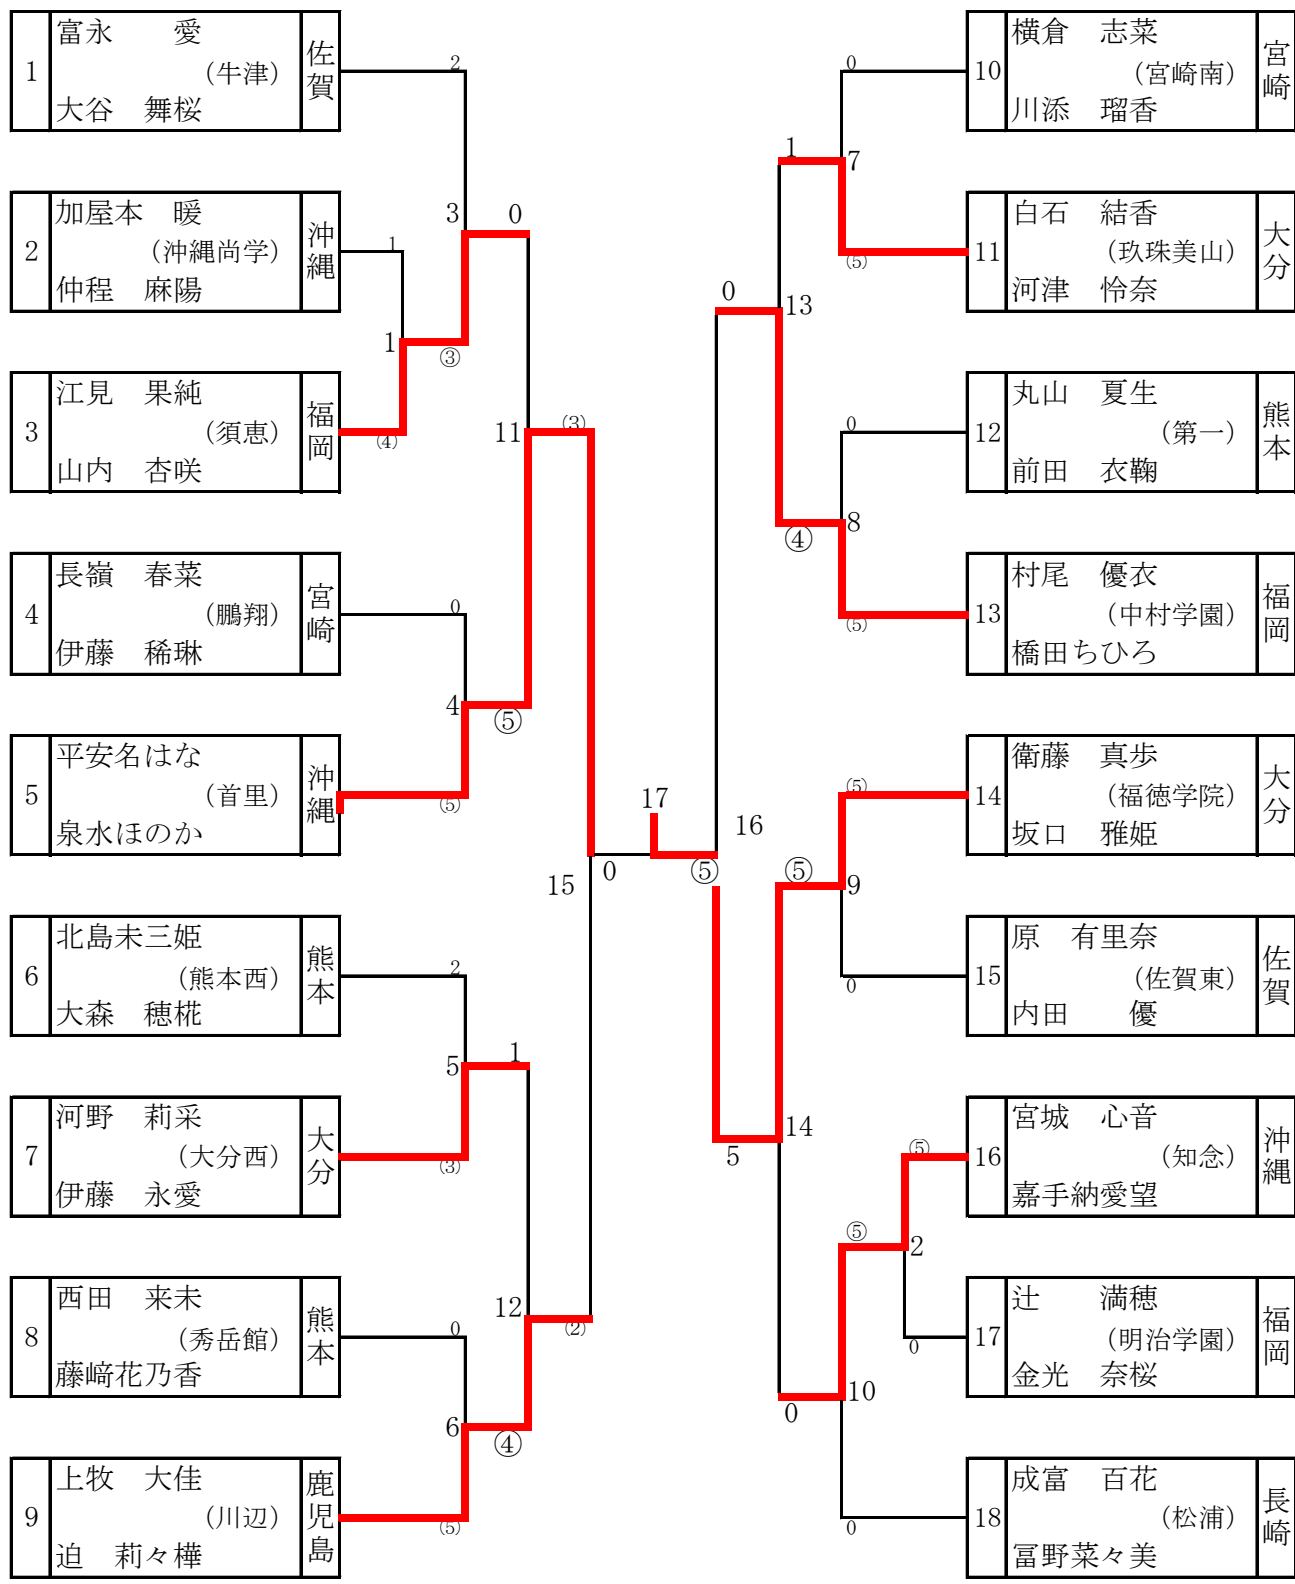 1
富永　　愛
（牛津）
大谷　舞桜
佐賀
2
加屋本　暖
（沖縄尚学）
仲程　麻陽
沖縄
3
江見　果純
（須恵）
山内　杏咲
福岡
4
長嶺　春菜
（鵬翔）
伊藤　稀琳
宮崎
5
平安名はな
（首里）
泉水ほのか
沖縄
6
北島未三姫
（熊本西）
大森　穂椛
熊本
7
河野　莉采
（大分西）
伊藤　永愛
大分
8
西田　来未
（秀岳館）
藤﨑花乃香
熊本
9
上牧　大佳
（川辺）
迫　莉々樺
鹿児島
2
3
0
1
1
③
(4)
11
(3)
0
4
⑤
(5)
15
0
17
2
5
1
(3)
12
(2)
0
6
④
(5)
⑤
16
0
1
7
0
(5)
13
0
8
④
(5)
(5)
⑤
9
0
14
5
⑤
⑤
2
0
10
0
0
10
横倉　志菜
（宮崎南）
川添　瑠香
宮崎
11
白石　結香
（玖珠美山）
河津　怜奈
大分
12
丸山　夏生
（第一）
前田　衣鞠
熊本
13
村尾　優衣
（中村学園）
橋田ちひろ
福岡
14
衛藤　真歩
（福徳学院）
坂口　雅姫
大分
15
原　有里奈
（佐賀東）
内田　　優
佐賀
16
宮城　心音
（知念）
嘉手納愛望
沖縄
17
辻　　満穂
（明治学園）
金光　奈桜
福岡
18
成富　百花
（松浦）
冨野菜々美
長崎